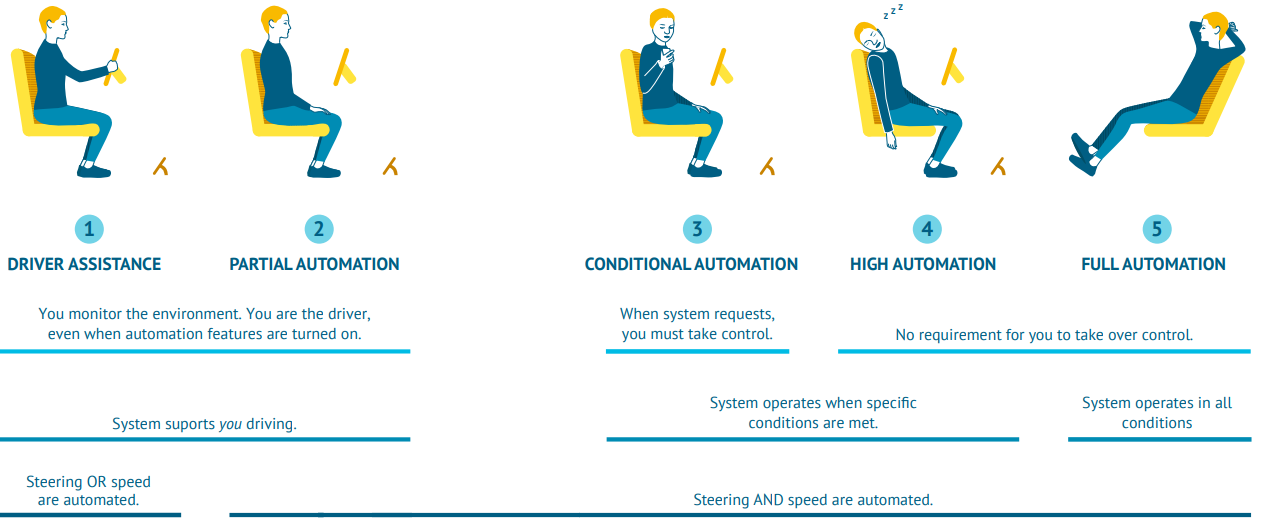 z z z
1
2
3
4
5
DRIVER ASSISTANCE
PARTIAL AUTOMATION
CONDITIONAL AUTOMATION
HIGH AUTOMATION
FULL AUTOMATION
You monitor the environment. You are the driver,
even when automation features are turned on.
When system requests,
you must take control.
No requirement for you to take over control.
System suports you driving.
System operates when specific
conditions are met.
System operates in all
conditions
Steering OR speed
are automated.
Steering AND speed are automated.